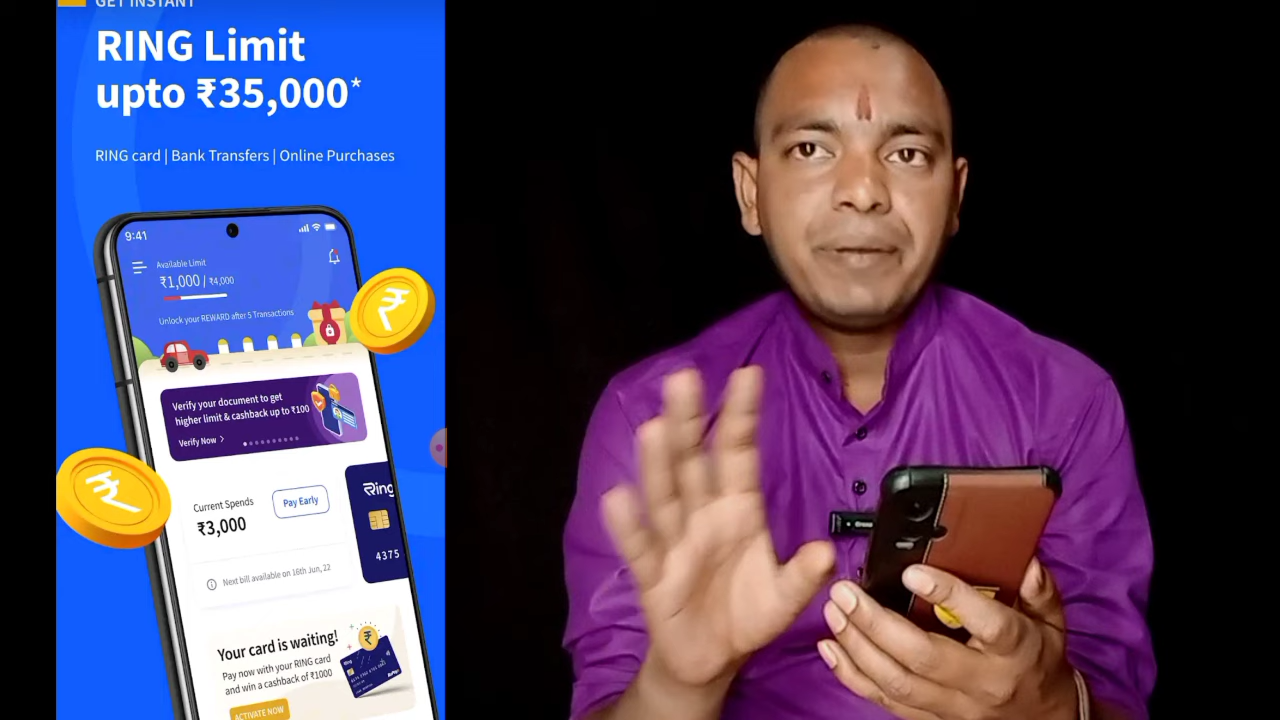 GET INSTANT
RING Limit
upto ₹35,000*
RING card | Bank Transfers | Online Purchases
9:41
Available Limit
₹1,000 / ₹4,000
Unlock your REWARD after 5 Transactions
Verify your document to get
higher limit & cashback up to ₹100
Verify Now >
Current Spends
₹3,000
Pay Early
Ring
4375
Next bill available on 16th Jun, 22
Your card is waiting!
Pay now with your RING card
and win a cashback of ₹1000
ACTIVATE NOW